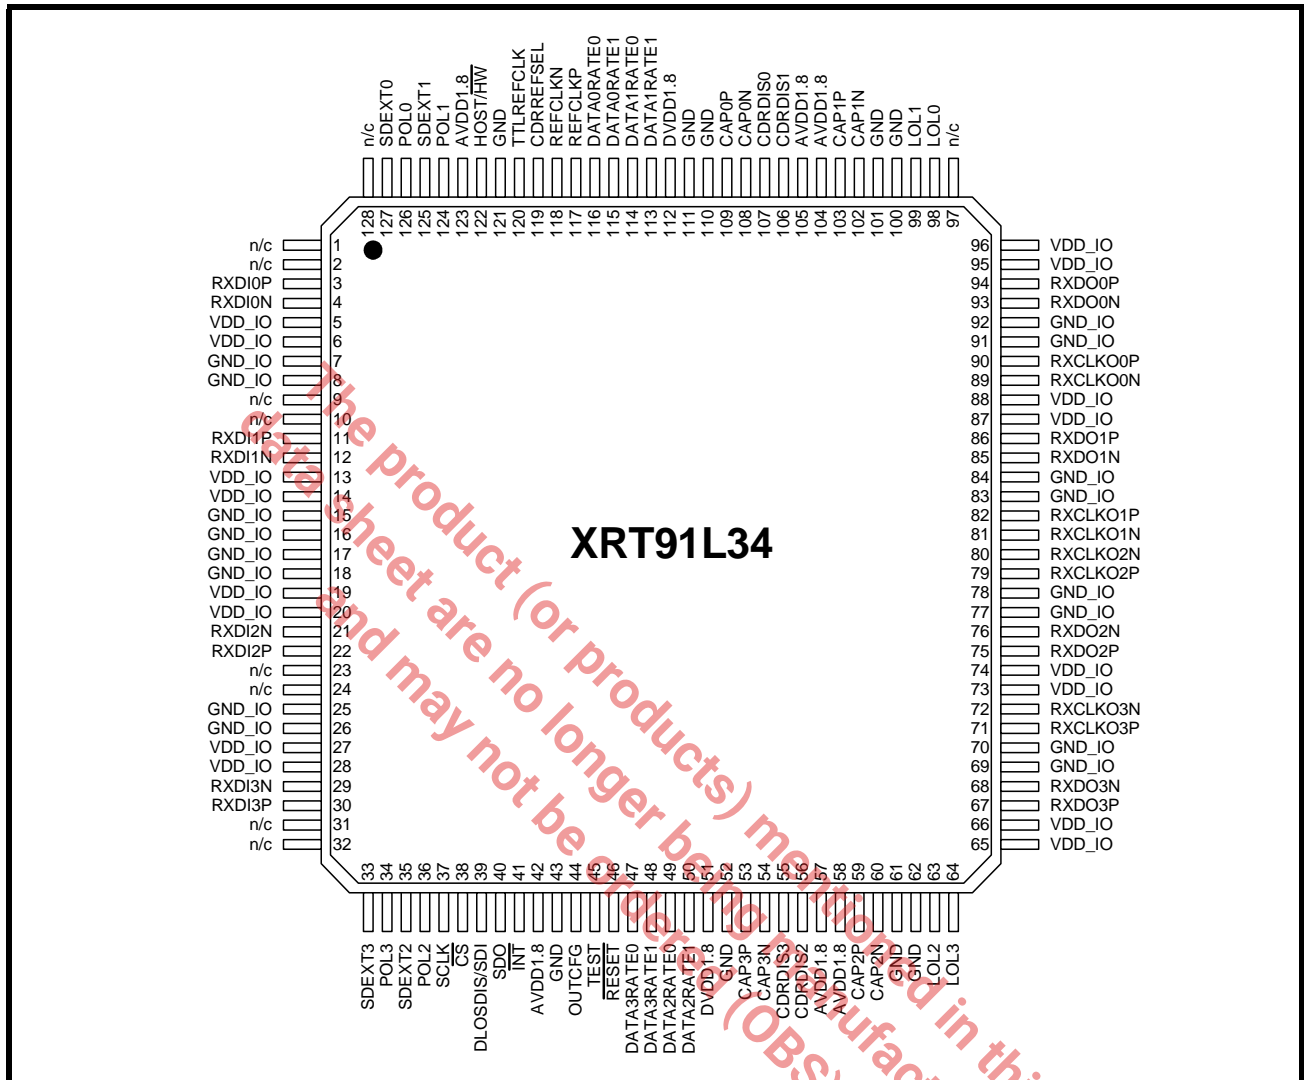 n/c
SDEXT0
POL0
SDEXT1
POL1
AVDD1.8
HOST/HW
GND
TTLREFCLK
CDRREFSEL
REFCLKN
REFCLKP
DATA0RATE0
DATA0RATE1
DATA1RATE0
DATA1RATE1
DVDD1.8
GND
GND
CAP0P
CAP0N
CDRDIS0
CDRDIS1
AVDD1.8
AVDD1.8
CAP1P
CAP1N
GND
GND
LOL1
LOL0
n/c
128
127
126
125
124
123
122
121
120
119
118
117
116
115
114
113
112
111
110
109
108
107
106
105
104
103
102
101
100
99
98
97
n/c 1
n/c 2
RXDI0P 3
RXDI0N 4
VDD_IO 5
VDD_IO 6
GND_IO 7
GND_IO 8
n/c 9
n/c 10
RXDI1P 11
RXDI1N 12
VDD_IO 13
VDD_IO 14
GND_IO 15
GND_IO 16
GND_IO 17
GND_IO 18
VDD_IO 19
VDD_IO 20
RXDI2N 21
RXDI2P 22
n/c 23
n/c 24
GND_IO 25
GND_IO 26
VDD_IO 27
VDD_IO 28
RXDI3N 29
RXDI3P 30
n/c 31
n/c 32
XRT91L34
96 VDD_IO
95 VDD_IO
94 RXDO0P
93 RXDO0N
92 GND_IO
91 GND_IO
90 RXCLKO0P
89 RXCLKO0N
88 VDD_IO
87 VDD_IO
86 RXDO1P
85 RXDO1N
84 GND_IO
83 GND_IO
82 RXCLKO1P
81 RXCLKO1N
80 RXCLKO2N
79 RXCLKO2P
78 GND_IO
77 GND_IO
76 RXDO2N
75 RXDO2P
74 VDD_IO
73 VDD_IO
72 RXCLKO3N
71 RXCLKO3P
70 GND_IO
69 GND_IO
68 RXDO3N
67 RXDO3P
66 VDD_IO
65 VDD_IO
33
34
35
36
37
38
39
40
41
42
43
44
45
46
47
48
49
50
51
52
53
54
55
56
57
58
59
60
61
62
63
64
SDEXT3
POL3
SDEXT2
POL2
SCLK
CS
DLOSDIS/SDI
SDO
INT
AVDD1.8
GND
OUTCFG
TEST
RESET
DATA3RATE0
DATA3RATE1
DATA2RATE0
DATA2RATE1
DVDD1.8
GND
CAP3P
CAP3N
CDRDIS3
CDRDIS2
AVDD1.8
AVDD1.8
CAP2P
CAP2N
GND
GND
LOL2
LOL3
The product (or products) mentioned in thi
data sheet are no longer being manufact
and may not be ordered (OBS)